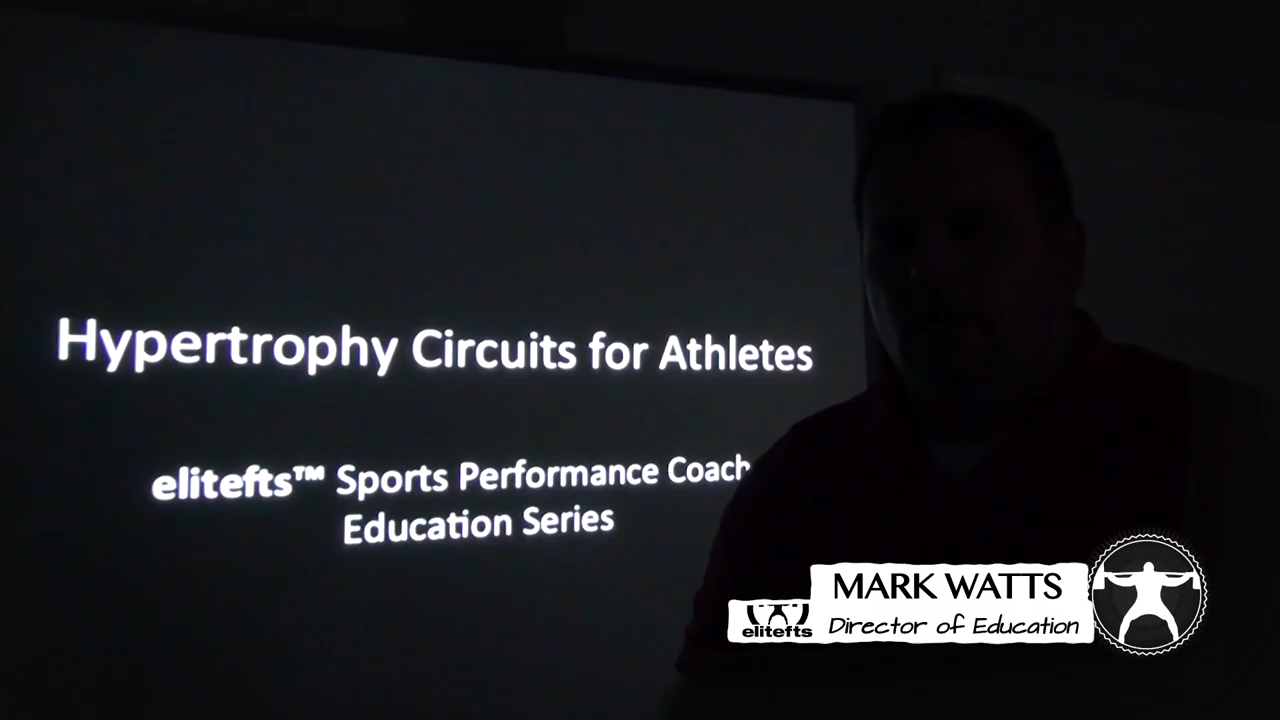 Hypertrophy Circuits for Athletes
elitefts™ Sports Performance Coach
Education Series
MARK WATTS
elitefts
Director of Education